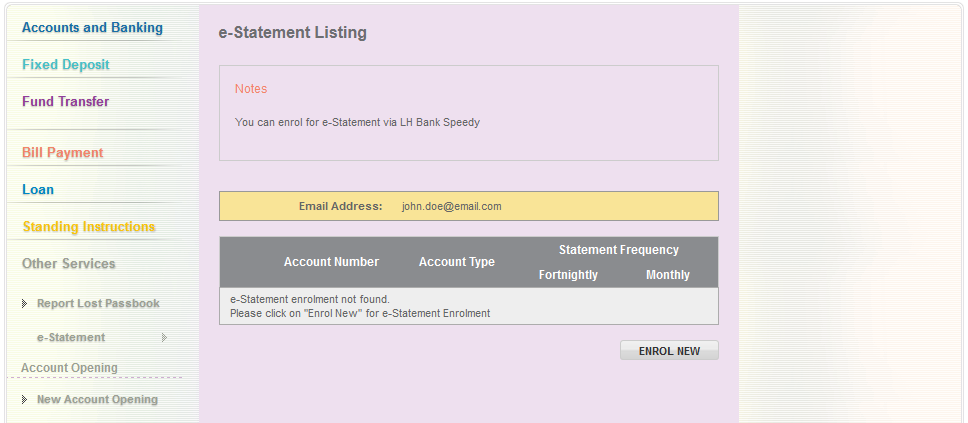 Accounts and Banking
Fixed Deposit
Fund Transfer
Bill Payment
Loan
Standing Instructions
Other Services
Report Lost Passbook
e-Statement
Account Opening
New Account Opening
e-Statement Listing
Notes
You can enrol for e-Statement via LH Bank Speedy
Email Address: john.doe@email.com
Statement Frequency
Account Number Account Type
Fortnightly Monthly
e-Statement enrolment not found.
Please click on "Enrol New" for e-Statement Enrolment
ENROL NEW